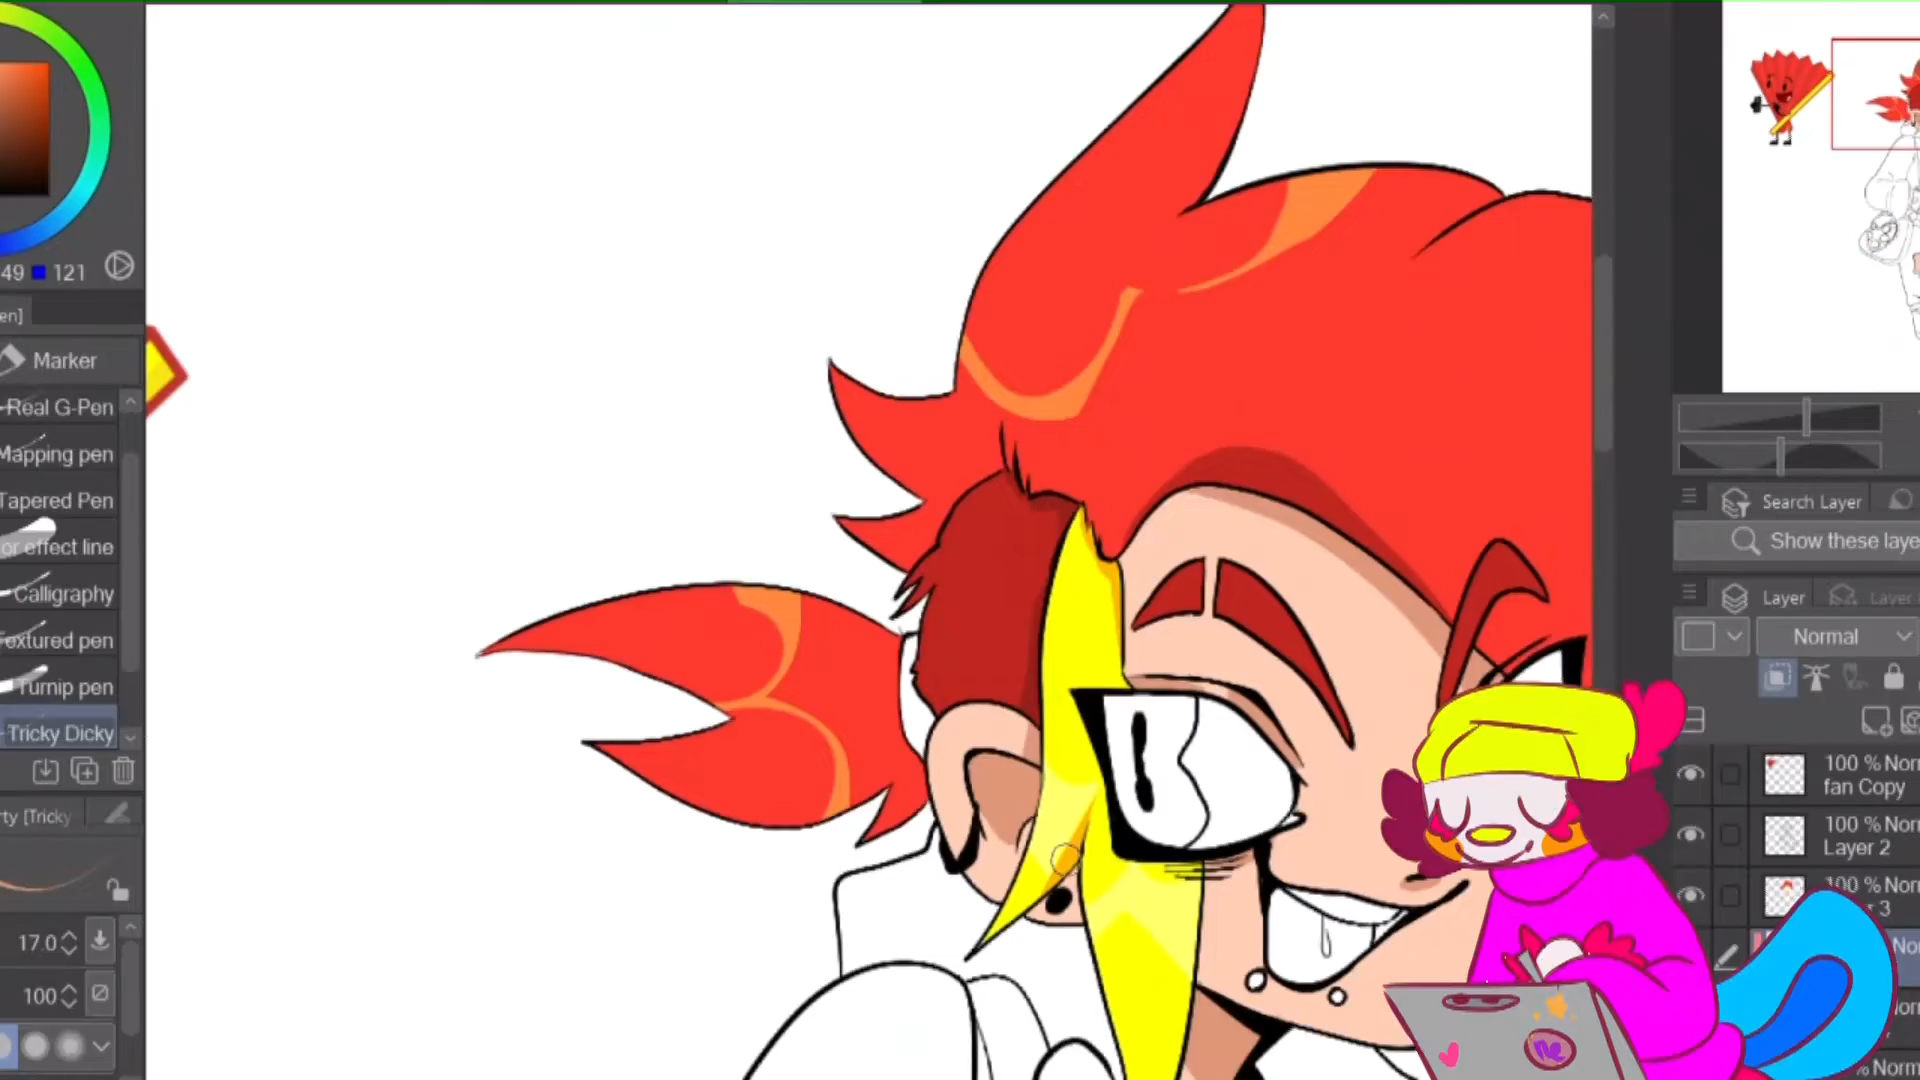 49 121
en]
Marker
Real G-Pen
Mapping pen
Tapered Pen
or effect line
Calligraphy
Textured pen
Turnip pen
Tricky Dicky
rty [Tricky
17.0
100
Search Layer
Show these laye
Layer
Layer
Normal
100 % Nor
fan Copy
100 % Nor
Layer 2
100 % Nor
r 3
No
Norm